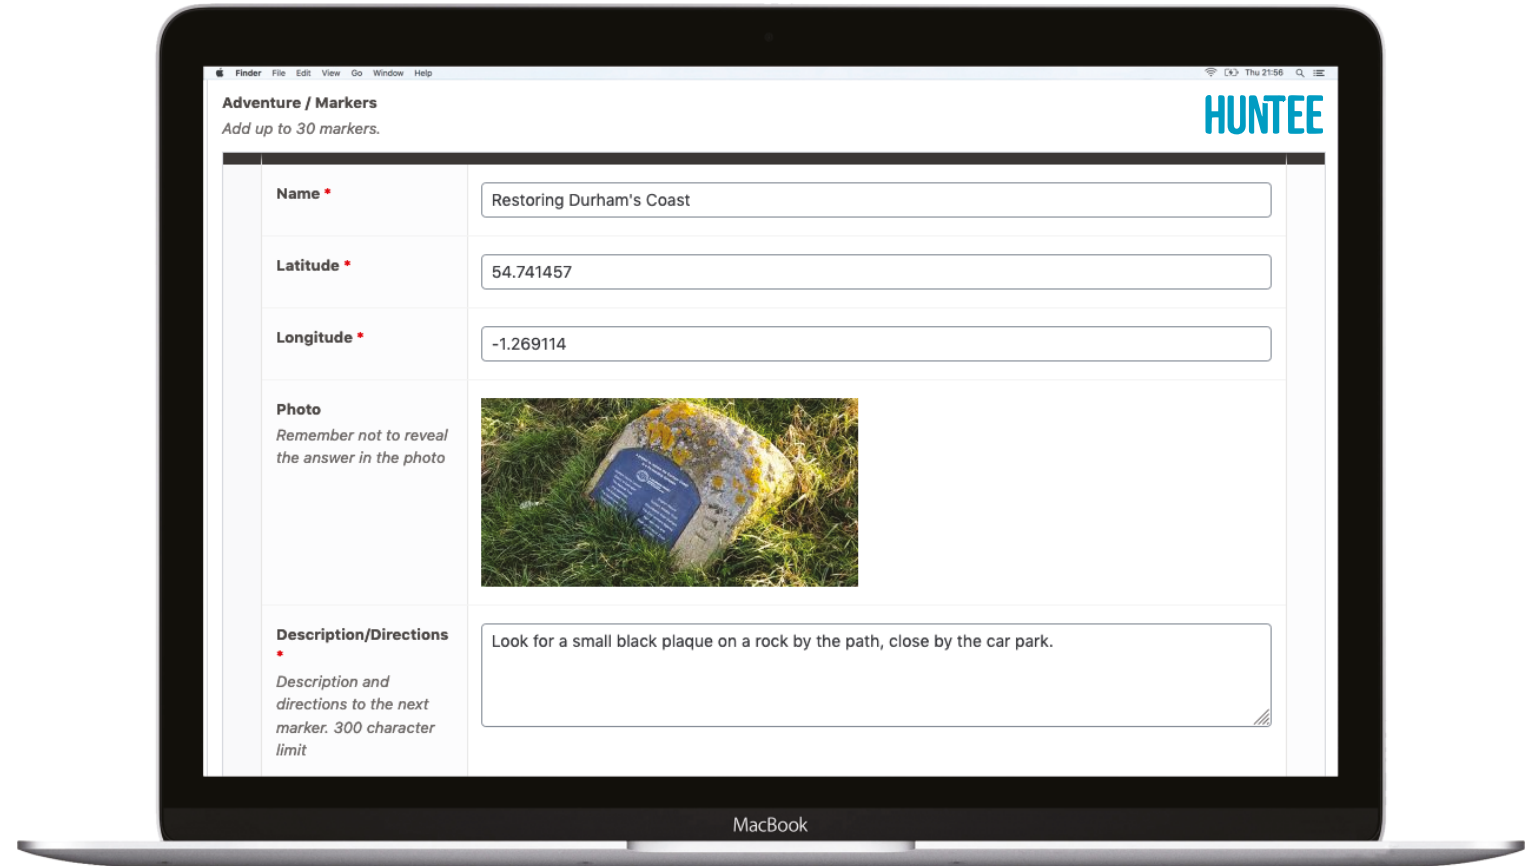 Finder File Edit View Go Window Help Thu 21:56
Adventure / Markers
HUNTEE
Add up to 30 markers.
Name *
Restoring Durham's Coast
Latitude *
54.741457
Longitude *
-1.269114
Photo
Remember not to reveal
the answer in the photo
Description/Directions
*
Look for a small black plaque on a rock by the path, close by the car park.
Description and
directions to the next
marker. 300 character
limit
MacBook